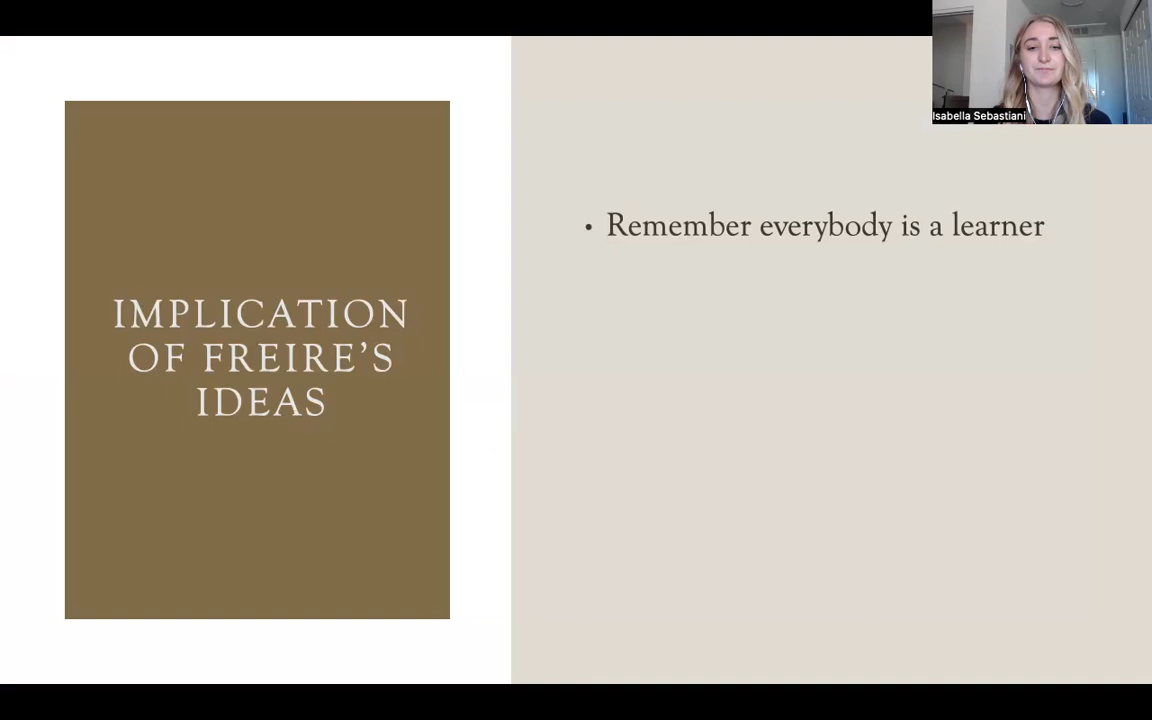 Isabella Sebastiani
IMPLICATION
OF FREIRE’S
IDEAS
• Remember everybody is a learner